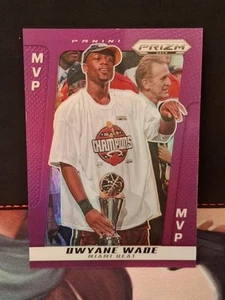 PANINI
PRIZM
MVP
CHAMPIONS
MVP
DWYANE WADE
MIAMI HEAT